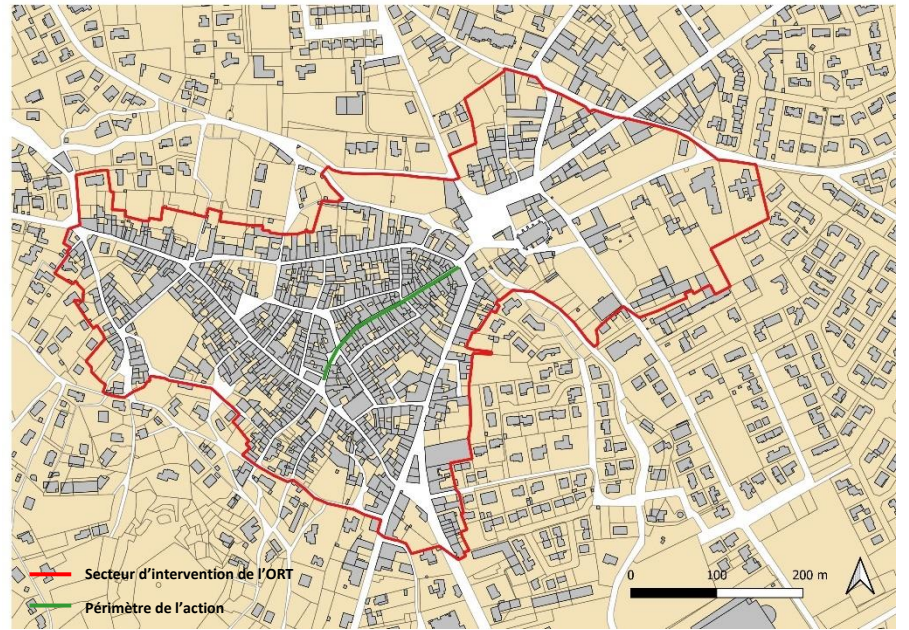 Secteur d'intervention de l'ORT
Périmètre de l'action
0 100 200 m